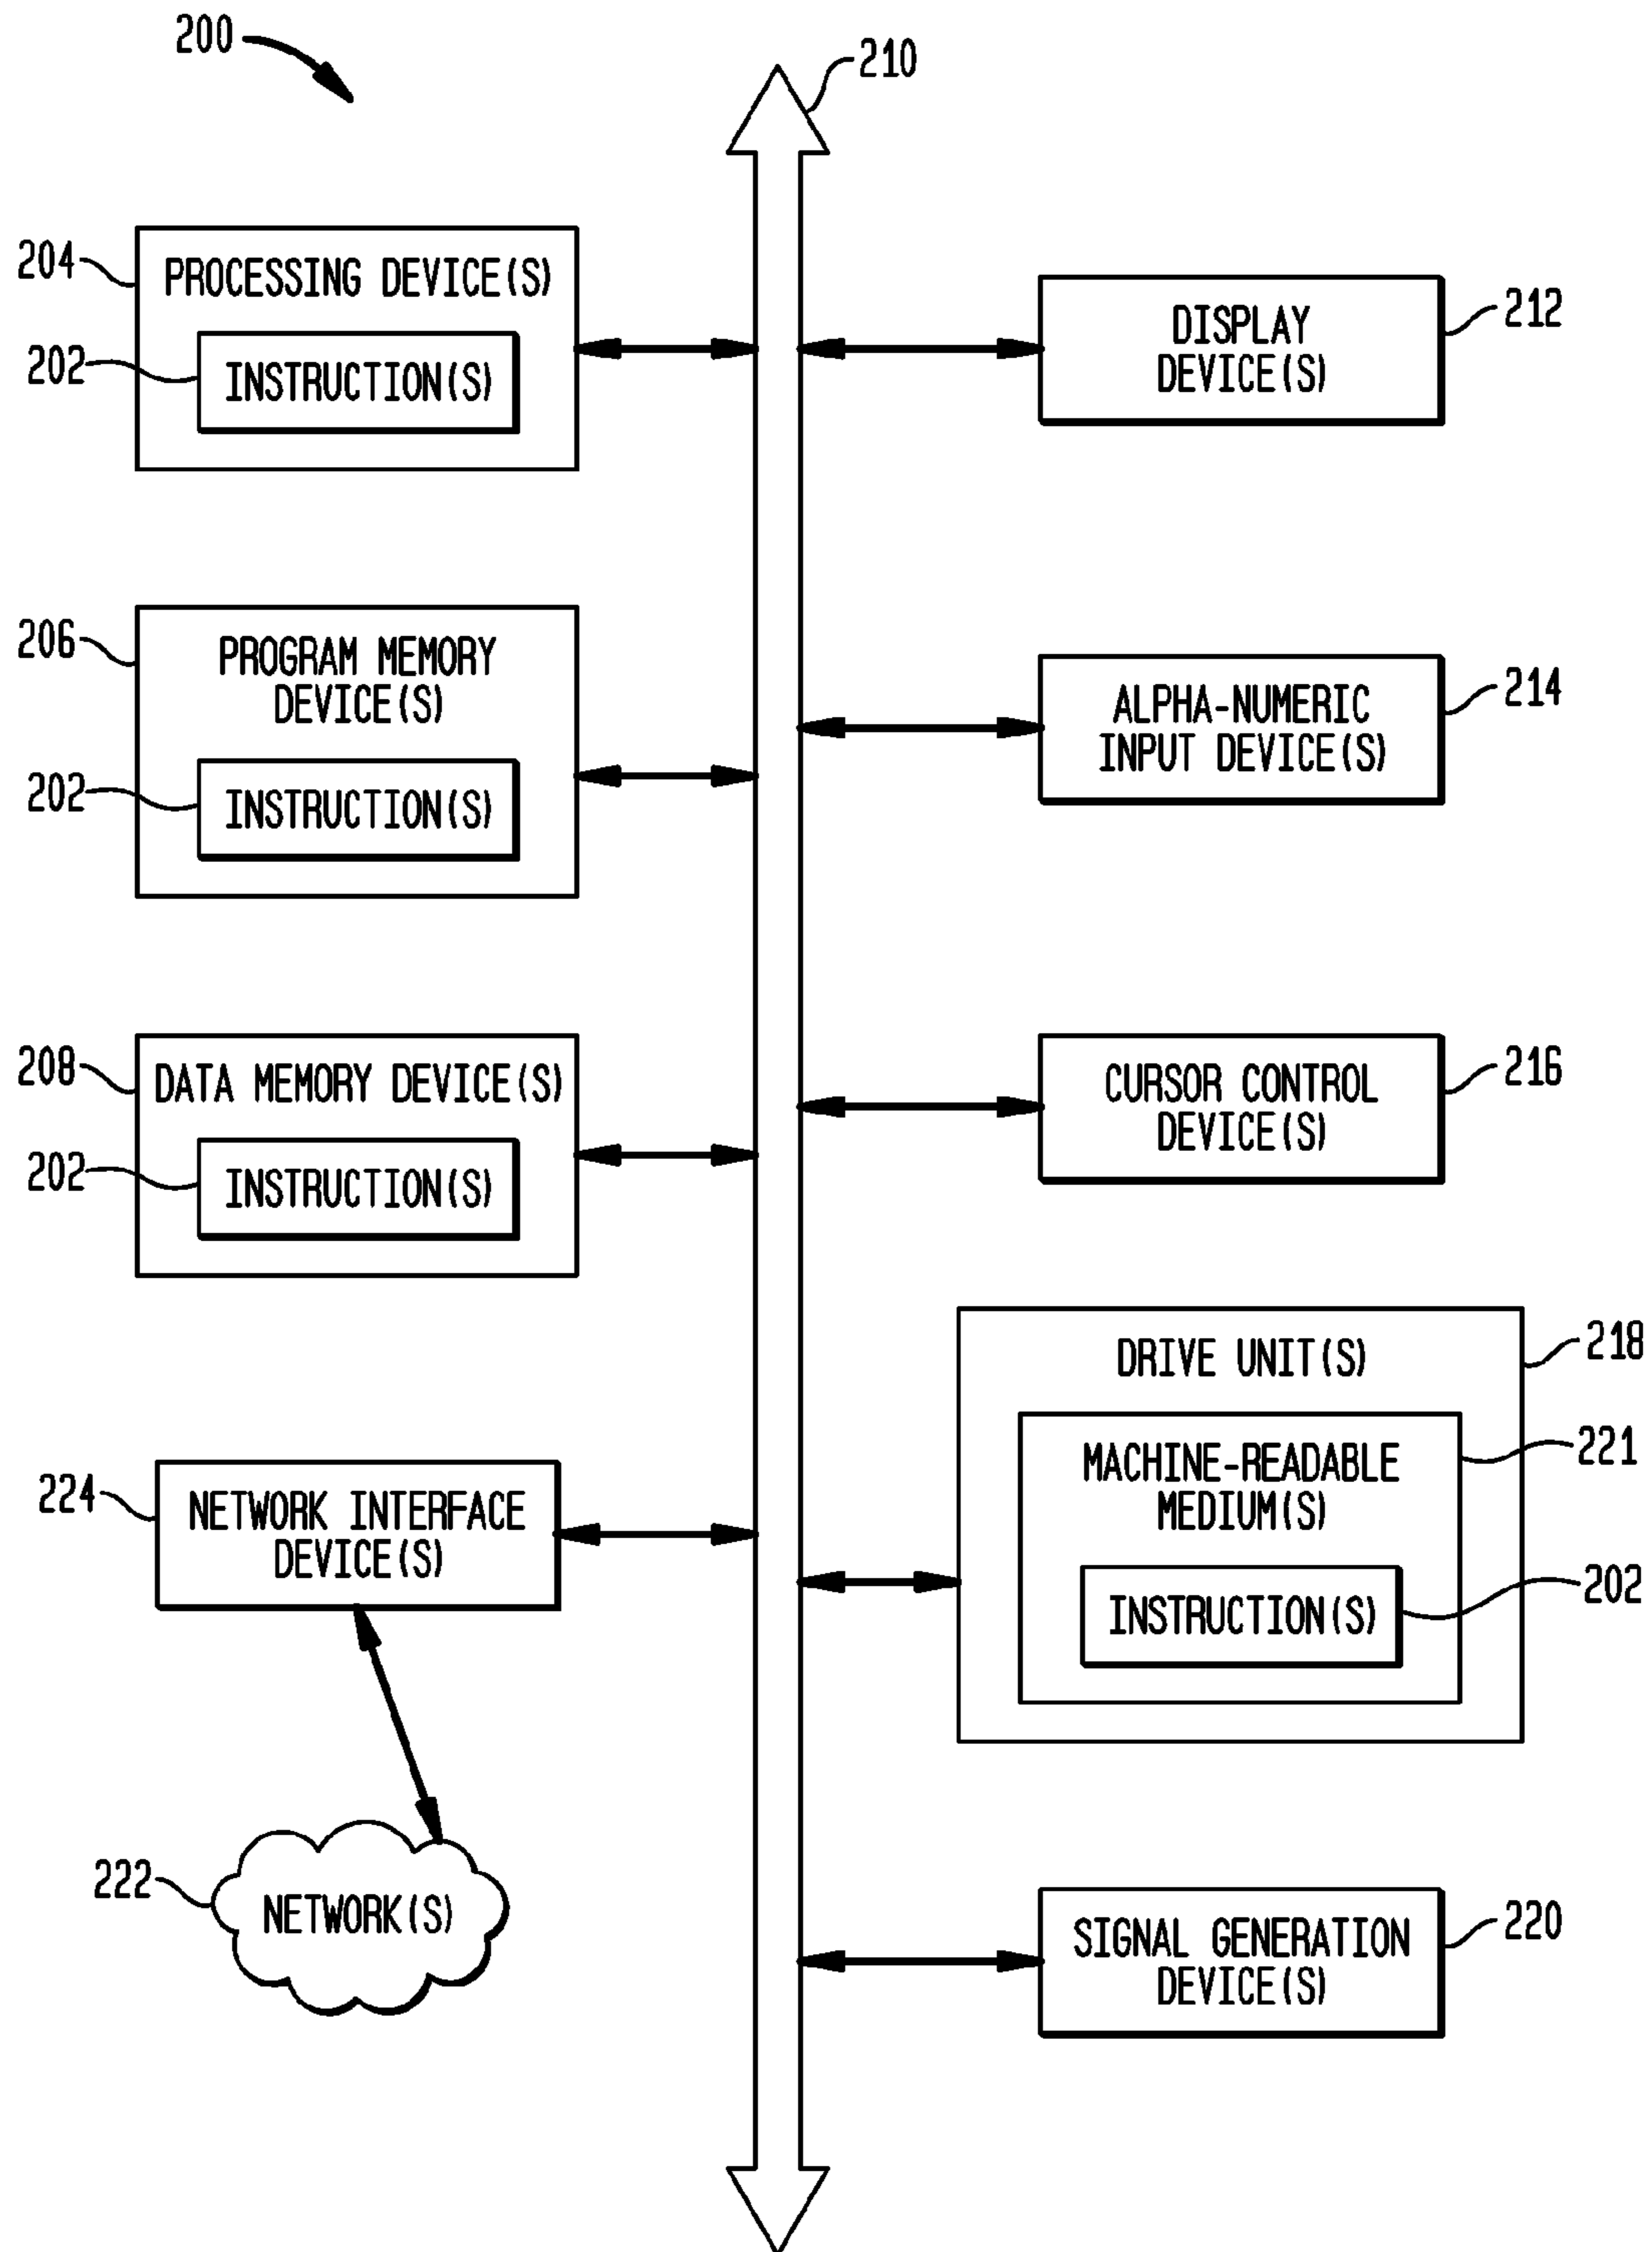 200
210
204
PROCESSING DEVICE(S)
202
INSTRUCTION(S)
206
PROGRAM MEMORY
DEVICE(S)
202
INSTRUCTION(S)
208
DATA MEMORY DEVICE(S)
202
INSTRUCTION(S)
224
NETWORK INTERFACE
DEVICE(S)
222
NETWORK(S)
DISPLAY
DEVICE(S)
212
ALPHA-NUMERIC
INPUT DEVICE(S)
214
CURSOR CONTROL
DEVICE(S)
216
DRIVE UNIT(S)
218
MACHINE-READABLE
MEDIUM(S)
221
INSTRUCTION(S)
202
SIGNAL GENERATION
DEVICE(S)
220